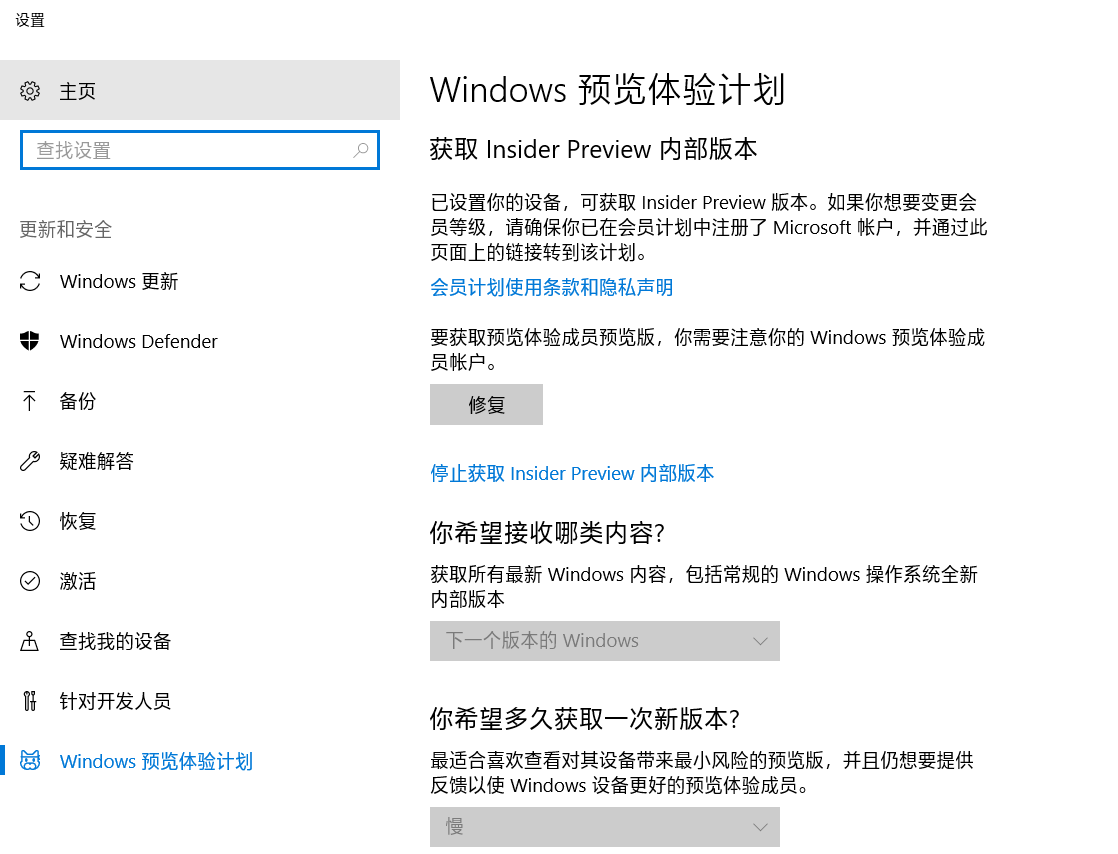 设置
主页
查找设置
更新和安全
Windows 更新
Windows Defender
备份
疑难解答
恢复
激活
查找我的设备
针对开发人员
Windows 预览体验计划
Windows 预览体验计划
获取 Insider Preview 内部版本
已设置你的设备，可获取 Insider Preview 版本。如果你想要变更会
员等级，请确保你已在会员计划中注册了 Microsoft 帐户，并通过此
页面上的链接转到该计划。
会员计划使用条款和隐私声明
要获取预览体验成员预览版，你需要注意你的 Windows 预览体验成
员帐户。
修复
停止获取 Insider Preview 内部版本
你希望接收哪类内容?
获取所有最新 Windows 内容，包括常规的 Windows 操作系统全新
内部版本
下一个版本的 Windows
你希望多久获取一次新版本?
最适合喜欢查看对其设备带来最小风险的预览版，并且仍想要提供
反馈以使 Windows 设备更好的预览体验成员。
慢